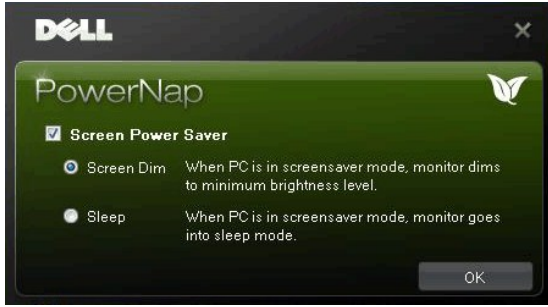 DELL
PowerNap
Screen Power Saver
Screen Dim When PC is in screensaver mode, monitor dims
to minimum brightness level.
Sleep When PC is in screensaver mode, monitor goes
into sleep mode.
OK